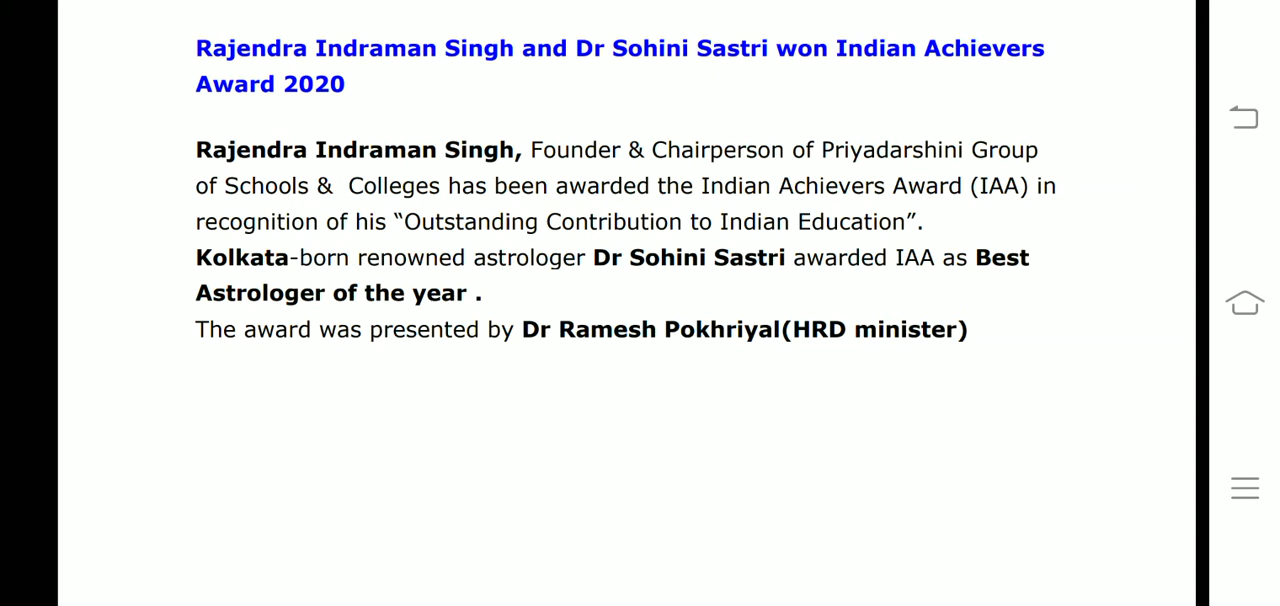 Rajendra Indraman Singh and Dr Sohini Sastri won Indian Achievers
Award 2020
Rajendra Indraman Singh, Founder & Chairperson of Priyadarshini Group
of Schools &  Colleges has been awarded the Indian Achievers Award (IAA) in
recognition of his “Outstanding Contribution to Indian Education”.
Kolkata-born renowned astrologer Dr Sohini Sastri awarded IAA as Best
Astrologer of the year .
The award was presented by Dr Ramesh Pokhriyal(HRD minister)